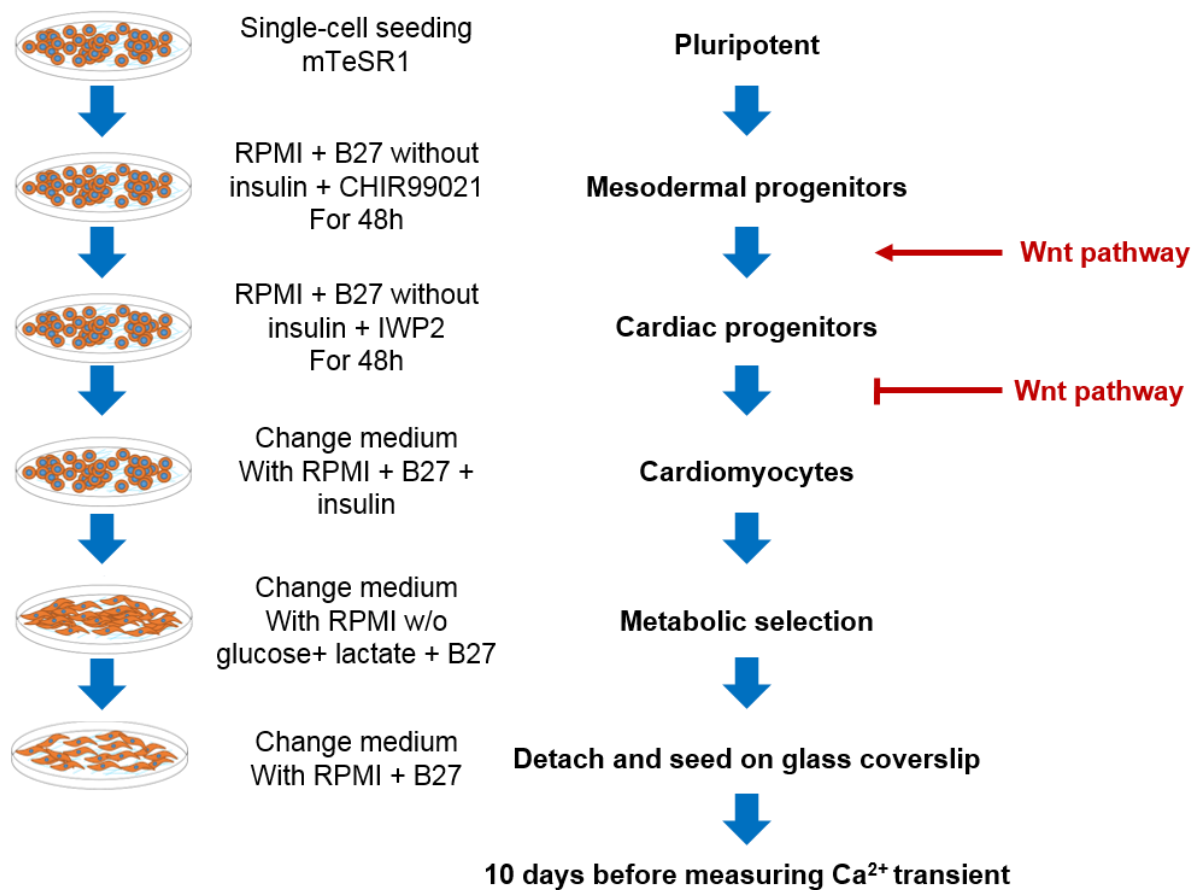 Single-cell seeding
mTeSR1
Pluripotent
RPMI + B27 without
insulin + CHIR99021
For 48h
Mesodermal progenitors
Wnt pathway
RPMI + B27 without
insulin + IWP2
For 48h
Cardiac progenitors
Wnt pathway
Change medium
With RPMI + B27 +
insulin
Cardiomyocytes
Change medium
With RPMI w/o
glucose+ lactate + B27
Metabolic selection
Change medium
With RPMI + B27
Detach and seed on glass coverslip
10 days before measuring Ca²⁺ transient